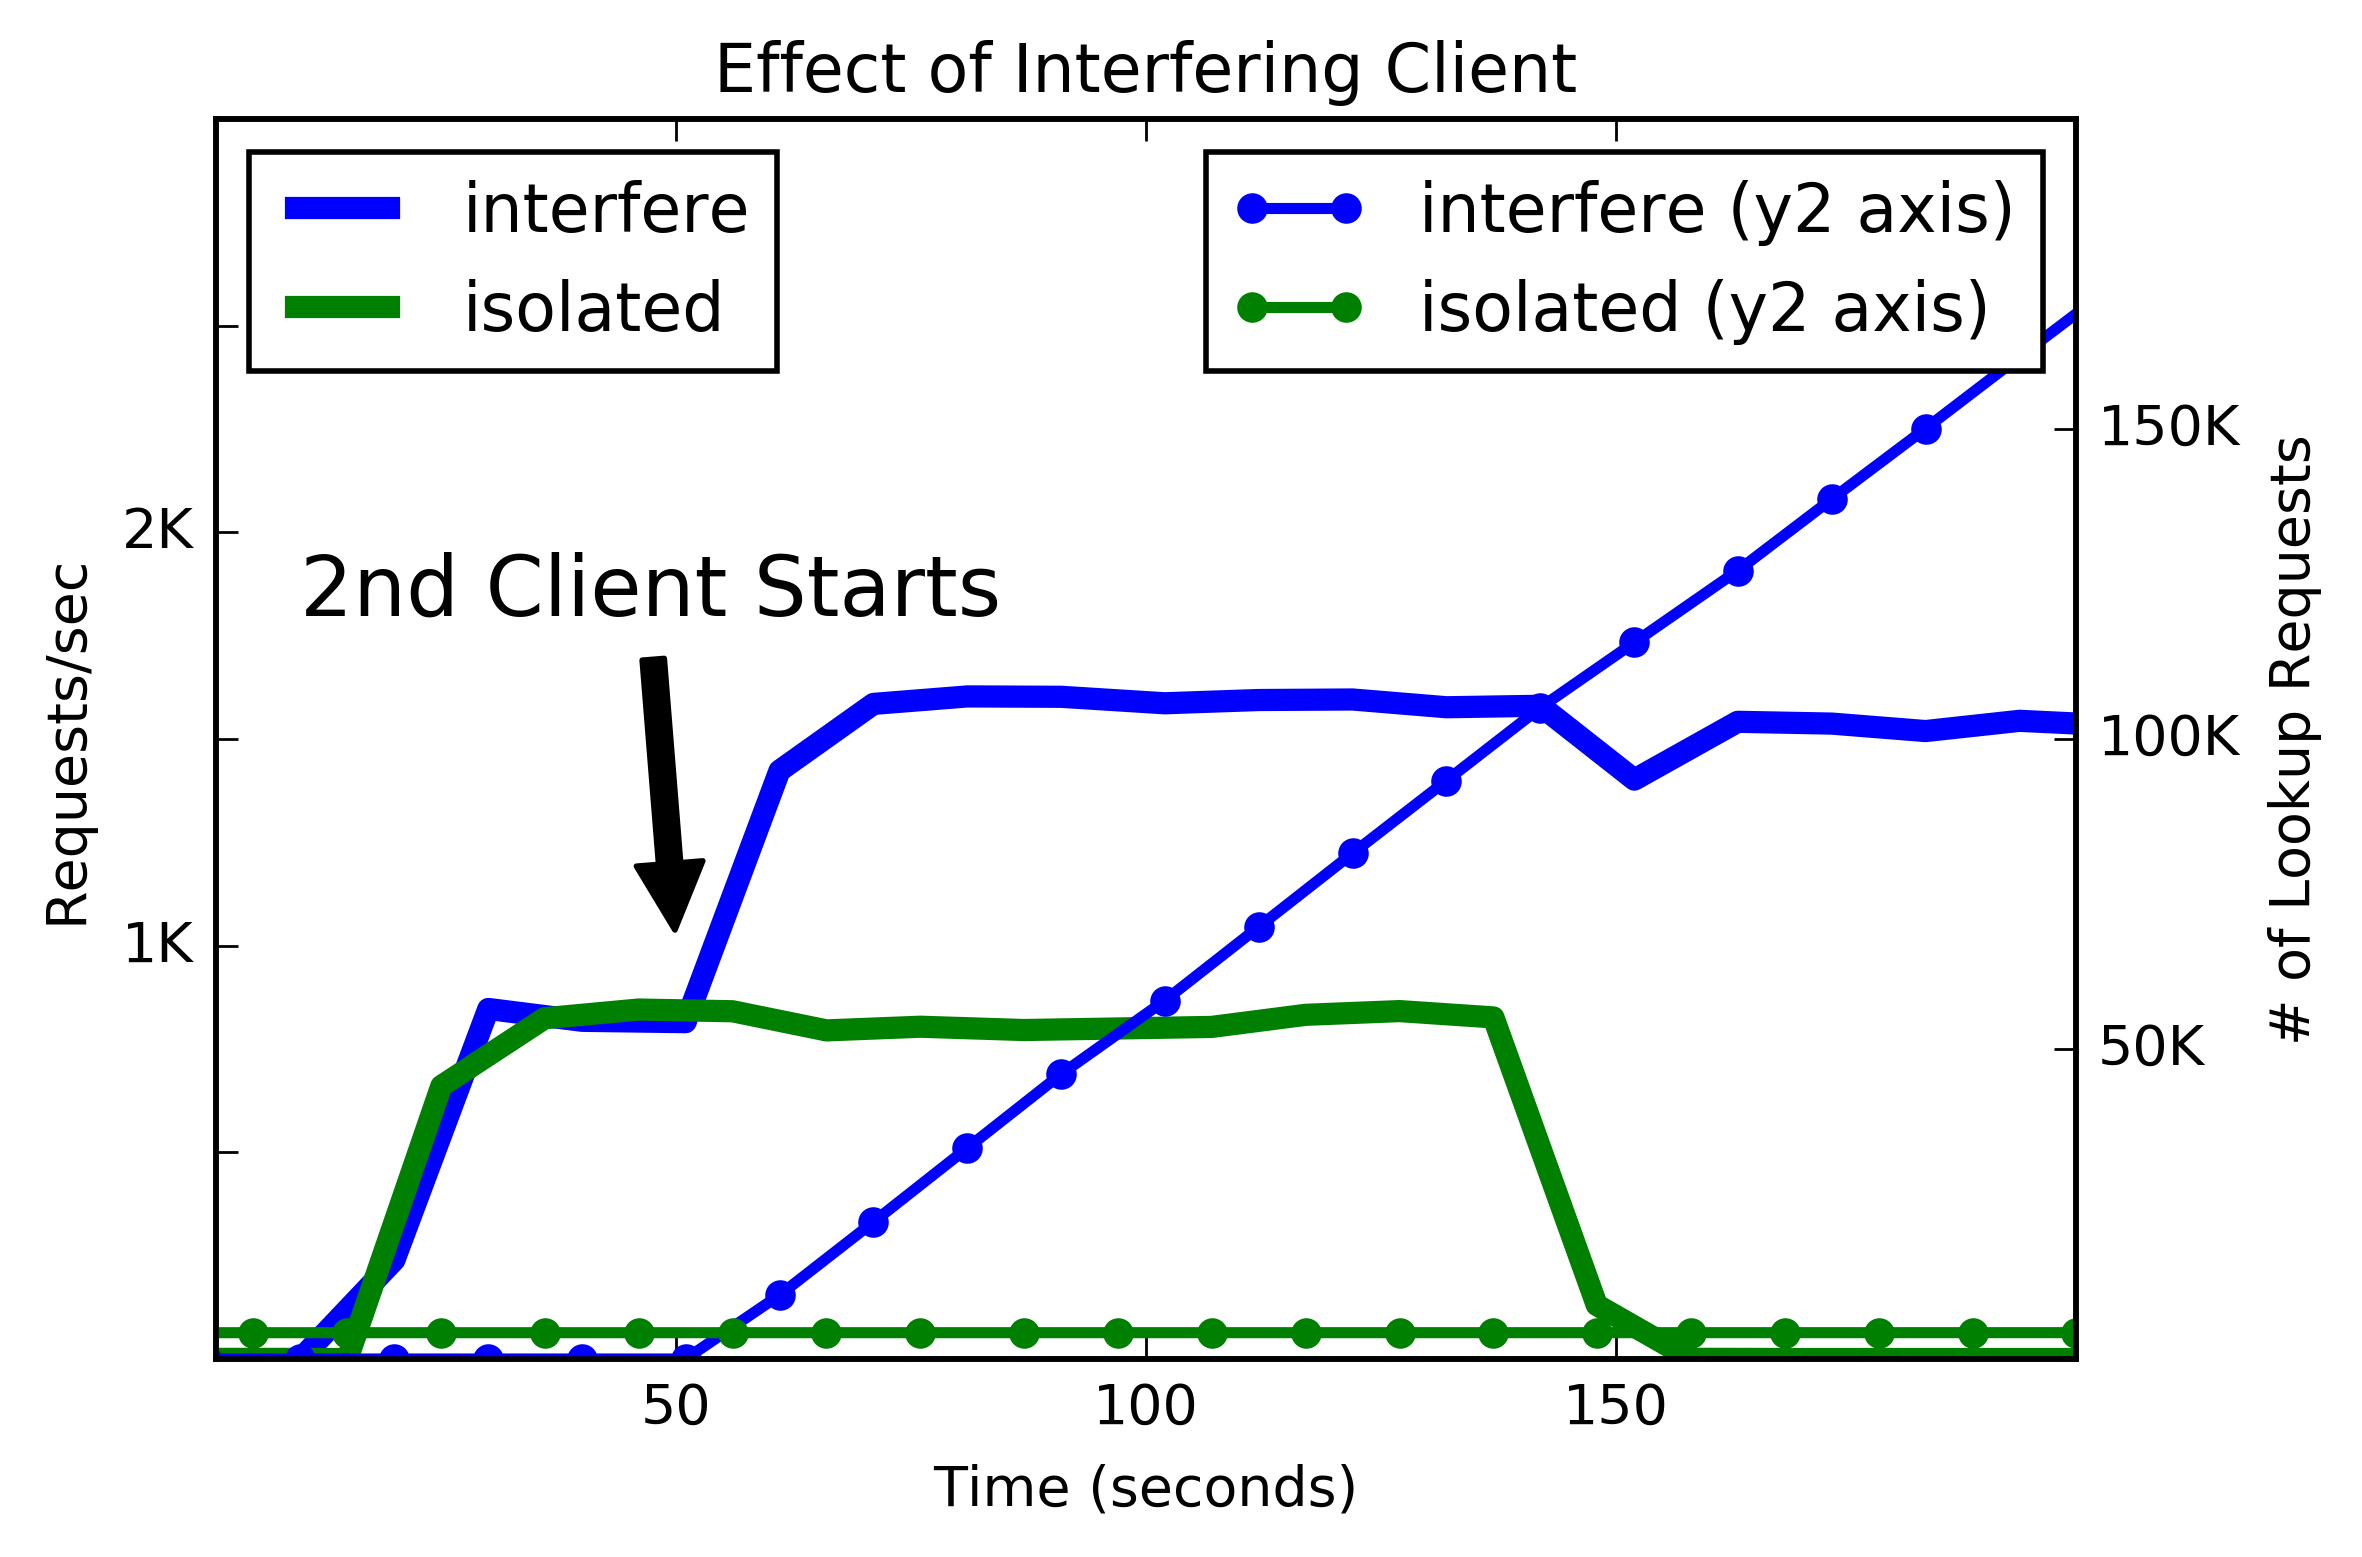 Effect of Interfering Client
interfere
isolated
interfere (y2 axis)
isolated (y2 axis)
2nd Client Starts
Requests/sec
2K
1K
150K
100K
50K
# of Lookup Requests
50
100
150
Time (seconds)